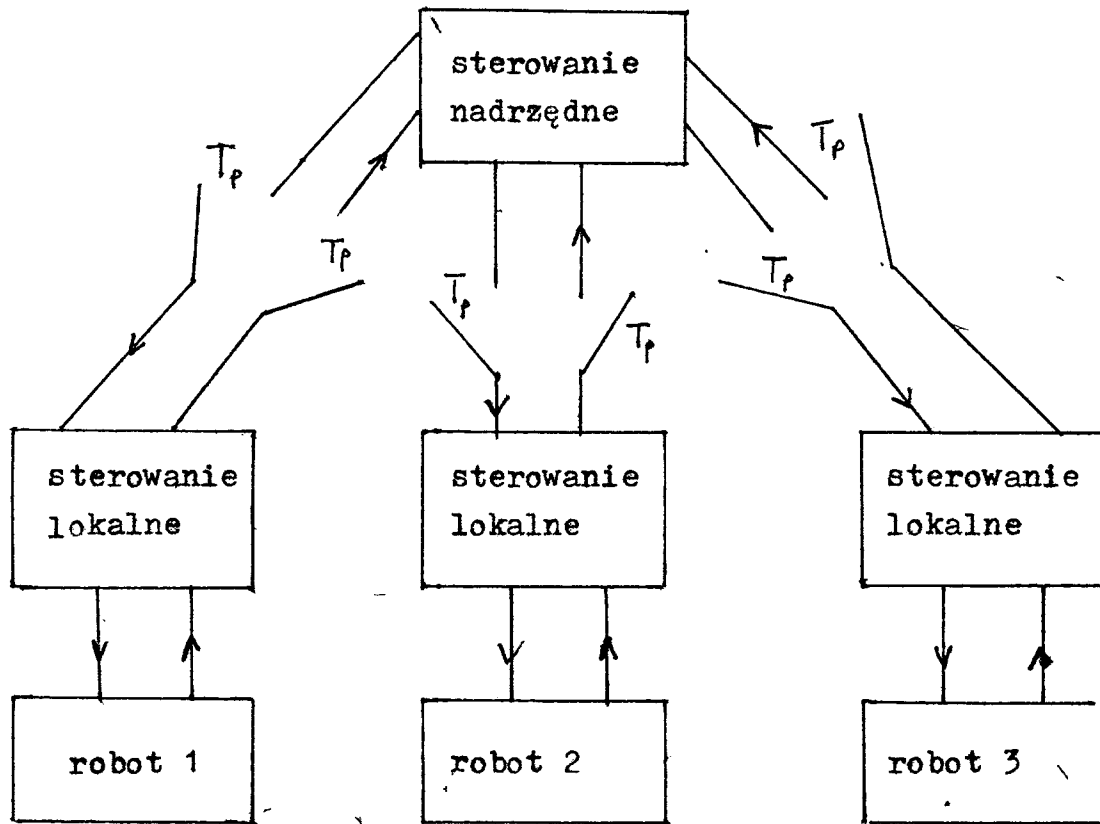 sterowanie
nadrzędne
Tp
Tp
Tp
Tp
Tp
Tp
sterowanie
lokalne
sterowanie
lokalne
sterowanie
lokalne
robot 1
robot 2
robot 3